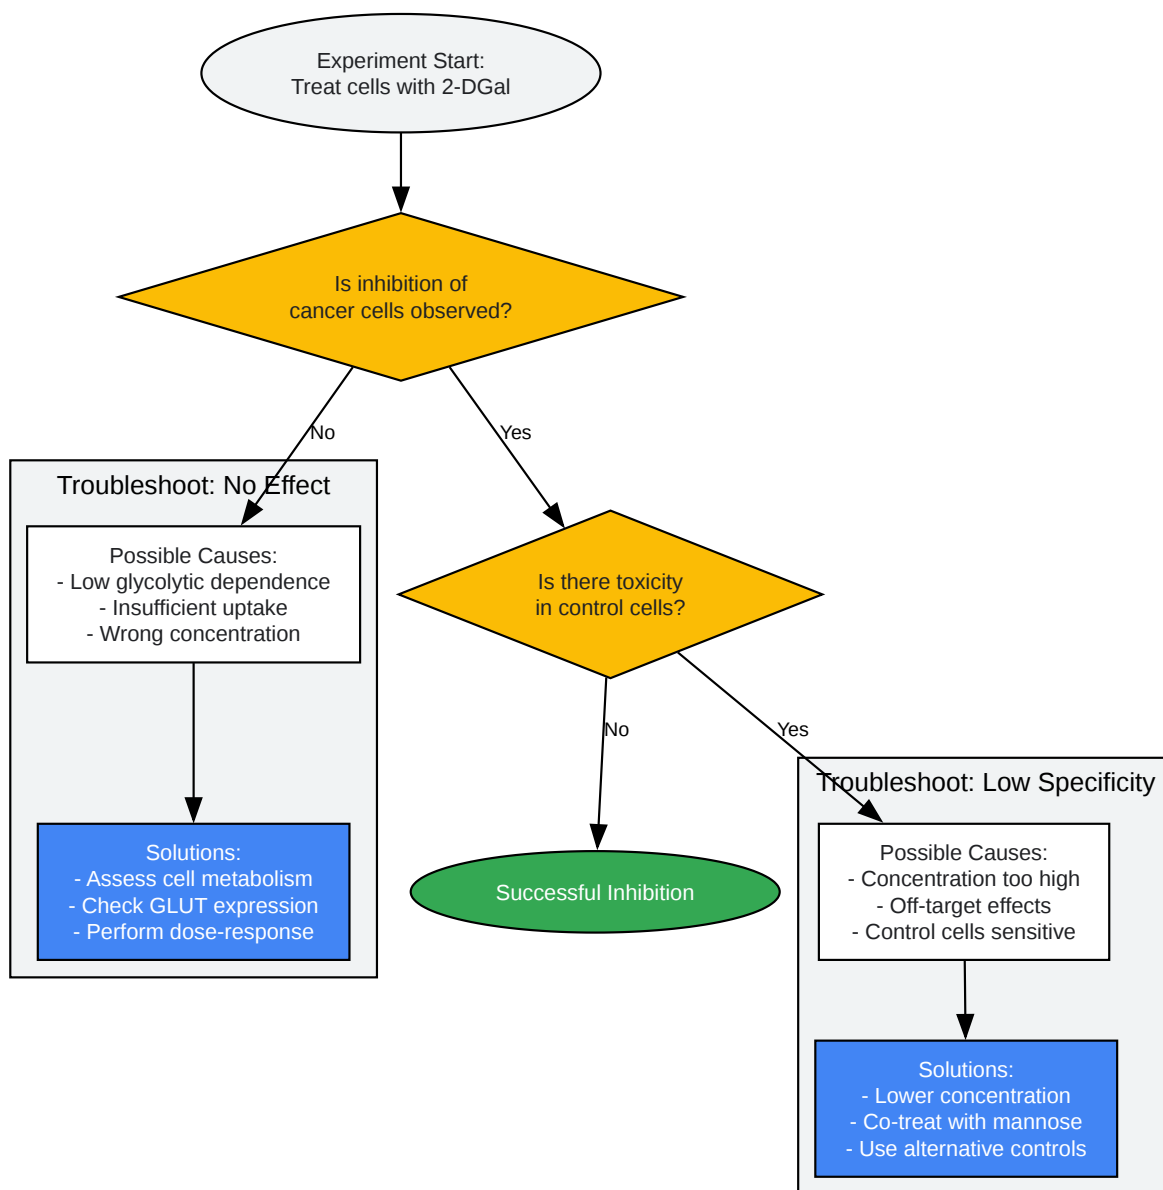 Experiment Start:
Treat cells with 2-DGal
Is inhibition of
cancer cells observed?
No
Yes
Troubleshoot: No Effect
Possible Causes:
- Low glycolytic dependence
- Insufficient uptake
- Wrong concentration
Is there toxicity
in control cells?
No
Yes
Troubleshoot: Low Specificity
Solutions:
- Assess cell metabolism
- Check GLUT expression
- Perform dose-response
Successful Inhibition
Possible Causes:
- Concentration too high
- Off-target effects
- Control cells sensitive
Solutions:
- Lower concentration
- Co-treat with mannose
- Use alternative controls